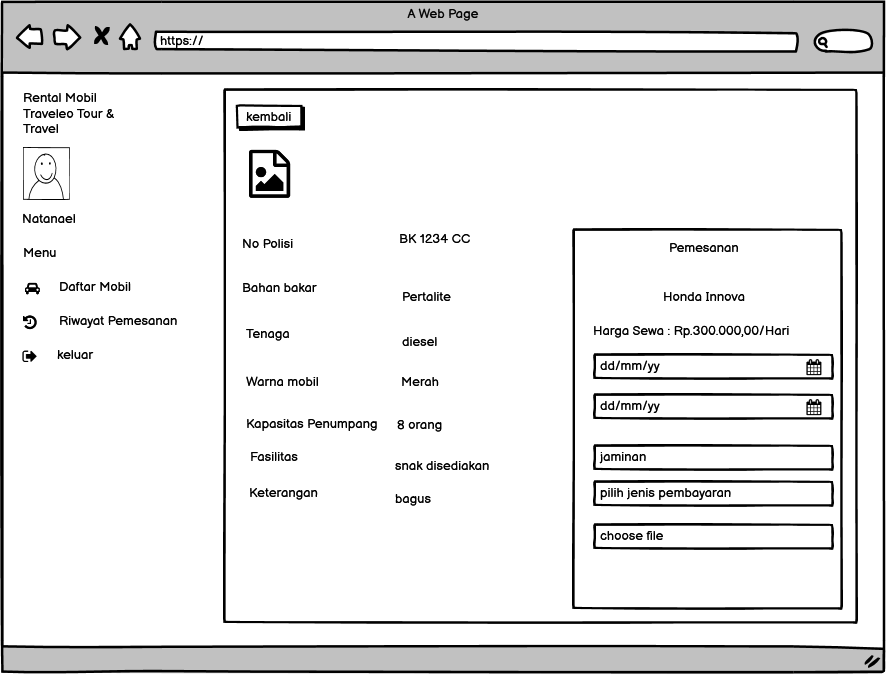 A Web Page
https://
Rental Mobil
Traveleo Tour &
Travel
Natanael
Menu
Daftar Mobil
Riwayat Pemesanan
keluar
kembali
No Polisi
BK 1234 CC
Bahan bakar
Pertalite
Tenaga
diesel
Warna mobil
Merah
Kapasitas Penumpang
8 orang
Fasilitas
snak disediakan
Keterangan
bagus
Pemesanan
Honda Innova
Harga Sewa : Rp.300.000,00/Hari
dd/mm/yy
dd/mm/yy
jaminan
pilih jenis pembayaran
choose file